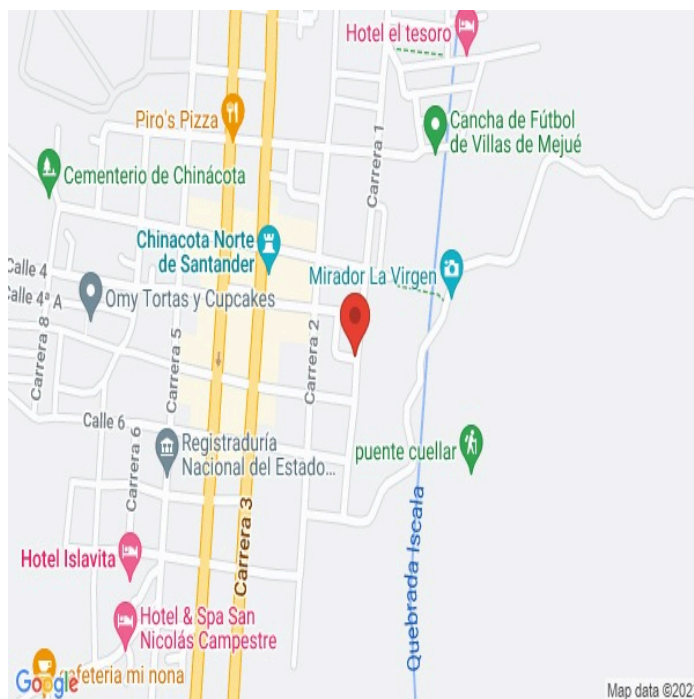 Hotel el tesoro
Piro's Pizza
Carrera 1
Cancha de Fútbol
de Villas de Mejué
Cementerio de Chinácota
Chinacota Norte
de Santander
Mirador La Virgen
Calle 4
Calle 4ª A
Omy Tortas y Cupcakes
Carrera 8
Carrera 5
Carrera 2
Calle 6
Carrera 6
Registraduría
Nacional del Estado...
puente cuellar
Carrera 3
Quebrada Iscala
Hotel Islavita
Hotel & Spa San
Nicolás Campestre
mi nona
Google
Map data ©202